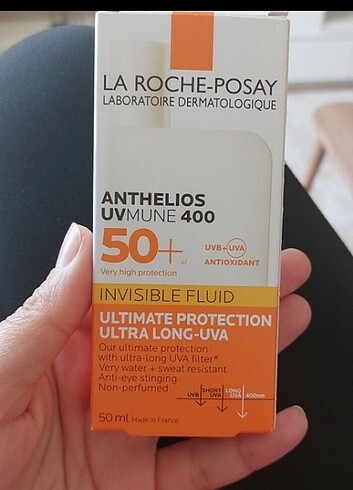 LA ROCHE-POSAY
LABORATOIRE DERMATOLOGIQUE
ANTHELIOS
UVMUNE 400
50+
Very high protection
UVB+UVA
ANTIOXIDANT
INVISIBLE FLUID
ULTIMATE PROTECTION
ULTRA LONG-UVA
Our ultimate protection
with ultra-long UVA filter*
Very water + sweat resistant
Anti-eye stinging
Non-perfumed
UVB
SHORT UVA
LONG UVA
400nm
50 ml Made in France